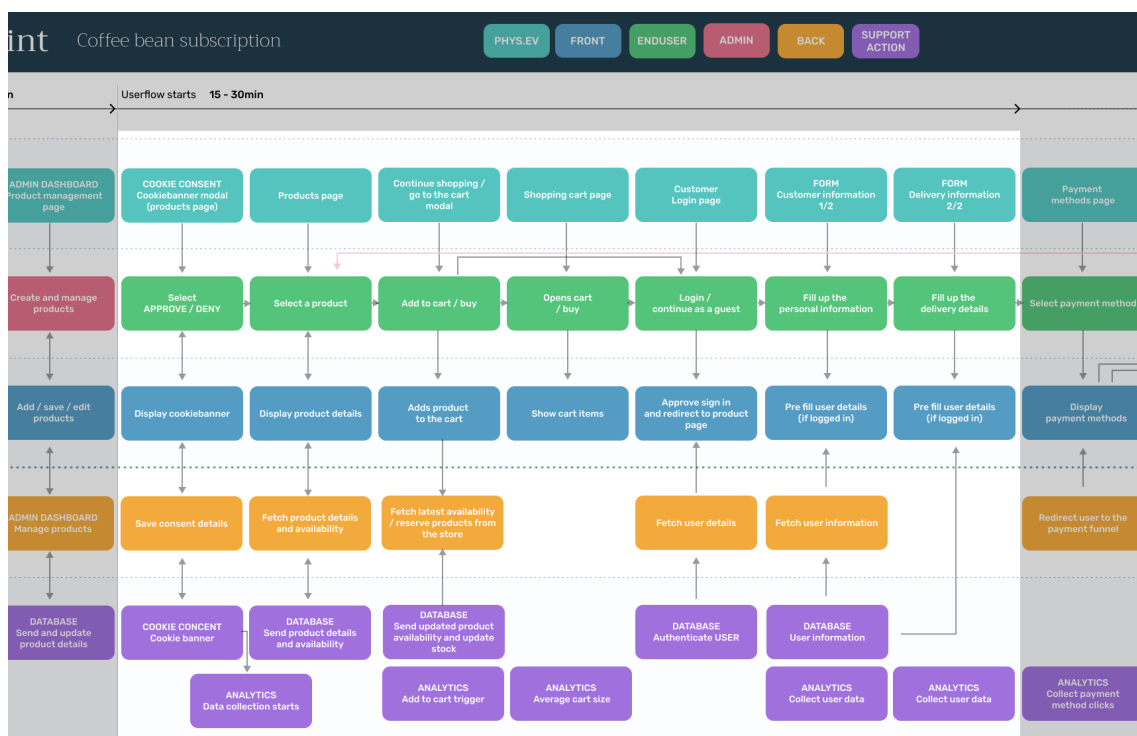 int
Coffee bean subscription
PHYS.EV
FRONT
ENDUSER
ADMIN
BACK
SUPPORT
ACTION
n
Userflow starts 15 - 30min
ADMIN DASHBOARD
Product management
page
COOKIE CONSENT
Cookiebanner modal
(products page)
Products page
Continue shopping /
go to the cart
modal
Shopping cart page
Customer
Login page
FORM
Customer information
1/2
FORM
Delivery information
2/2
Payment
methods page
Create and manage
products
Select
APPROVE / DENY
Select a product
Add to cart / buy
Opens cart
/ buy
Login /
continue as a guest
Fill up the
personal information
Fill up the
delivery details
Select payment method
Add / save / edit
products
Display cookiebanner
Display product details
Adds product
to the cart
Show cart items
Approve sign in
and redirect to product
page
Pre fill user details
(if logged in)
Pre fill user details
(if logged in)
Display
payment methods
ADMIN DASHBOARD
Manage products
Save consent details
Fetch product details
and availability
Fetch latest availability
/ reserve products from
the store
Fetch user details
Fetch user information
Redirect user to the
payment funnel
DATABASE
Send and update
product details
COOKIE CONCENT
Cookie banner
DATABASE
Send product details
and availability
DATABASE
Send updated product
availability and update
stock
DATABASE
Authenticate USER
DATABASE
User information
ANALYTICS
Data collection starts
ANALYTICS
Add to cart trigger
ANALYTICS
Average cart size
ANALYTICS
Collect user data
ANALYTICS
Collect user data
ANALYTICS
Collect payment
method clicks